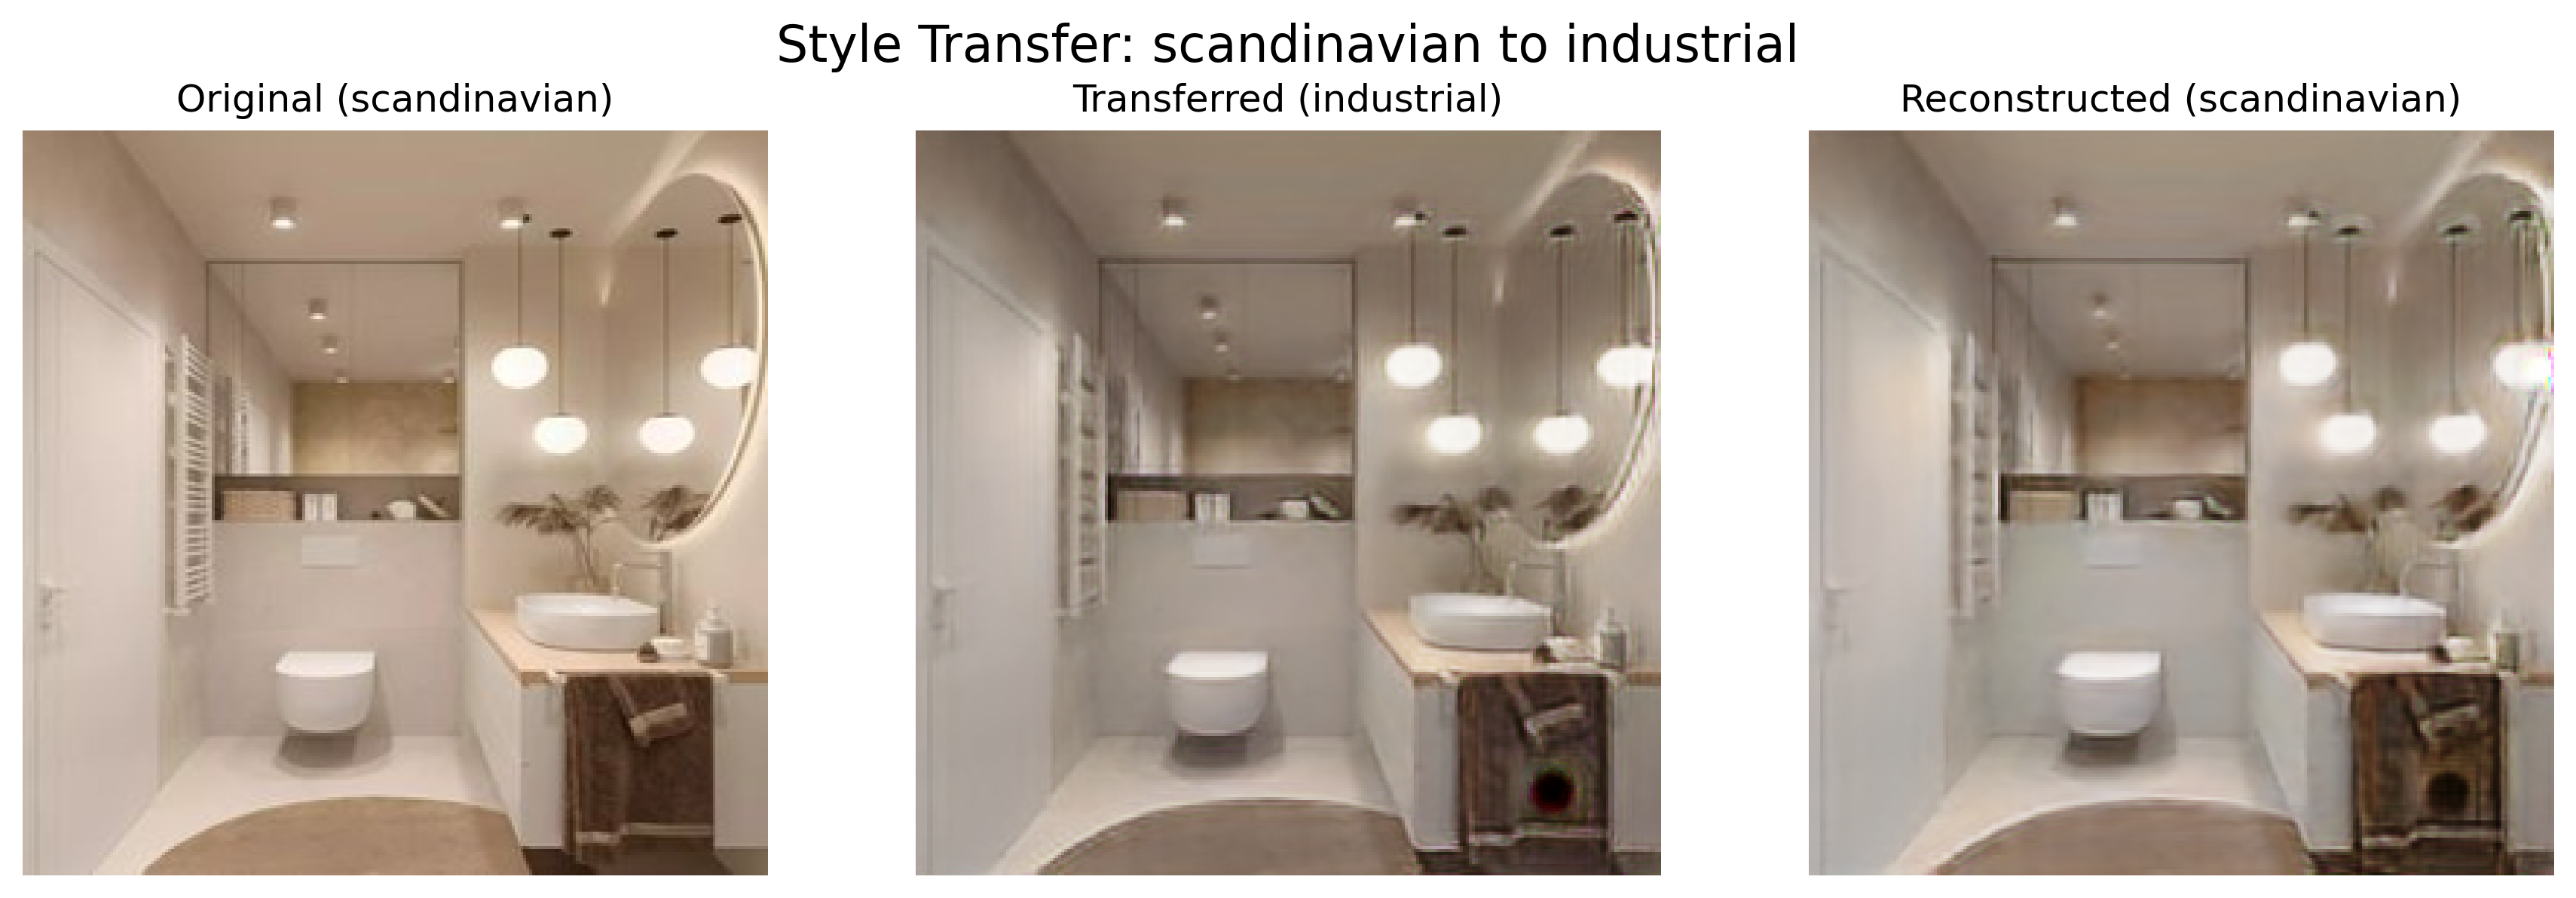 Style Transfer: scandinavian to industrial
Original (scandinavian)
Transferred (industrial)
Reconstructed (scandinavian)